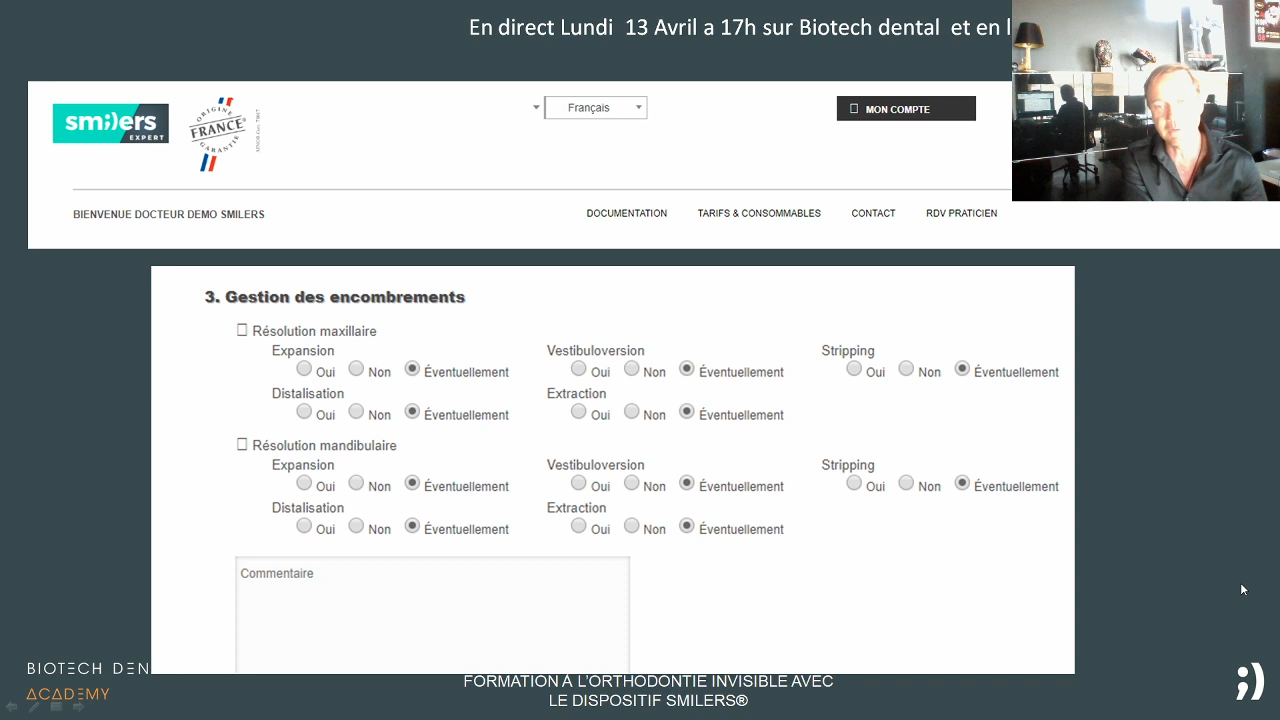 En direct Lundi 13 Avril a 17h sur Biotech dental et en l
smilers
EXPERT
ORIGINE
FRANCE
GARANTIE
Français
MON COMPTE
BIENVENUE DOCTEUR DEMO SMILERS
DOCUMENTATION TARIFS & CONSOMMABLES CONTACT RDV PRATICIEN
3. Gestion des encombrements
Résolution maxillaire
Expansion Vestibuloversion Stripping
Oui Non Éventuellement Oui Non Éventuellement Oui Non Éventuellement
Distalisation Extraction
Oui Non Éventuellement Oui Non Éventuellement
Résolution mandibulaire
Expansion Vestibuloversion Stripping
Oui Non Éventuellement Oui Non Éventuellement Oui Non Éventuellement
Distalisation Extraction
Oui Non Éventuellement Oui Non Éventuellement
Commentaire
BIOTECH DEN
ACADEMY
FORMATION A L'ORTHODONTIE INVISIBLE AVEC
LE DISPOSITIF SMILERS®